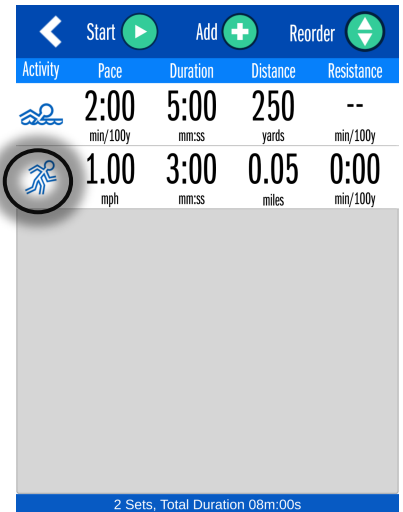 Start Add Reorder
Activity Pace Duration Distance Resistance
2:00 5:00 250 --
min/100y mm:ss yards min/100y
1.00 3:00 0.05 0:00
mph mm:ss miles min/100y
2 Sets, Total Duration 08m:00s